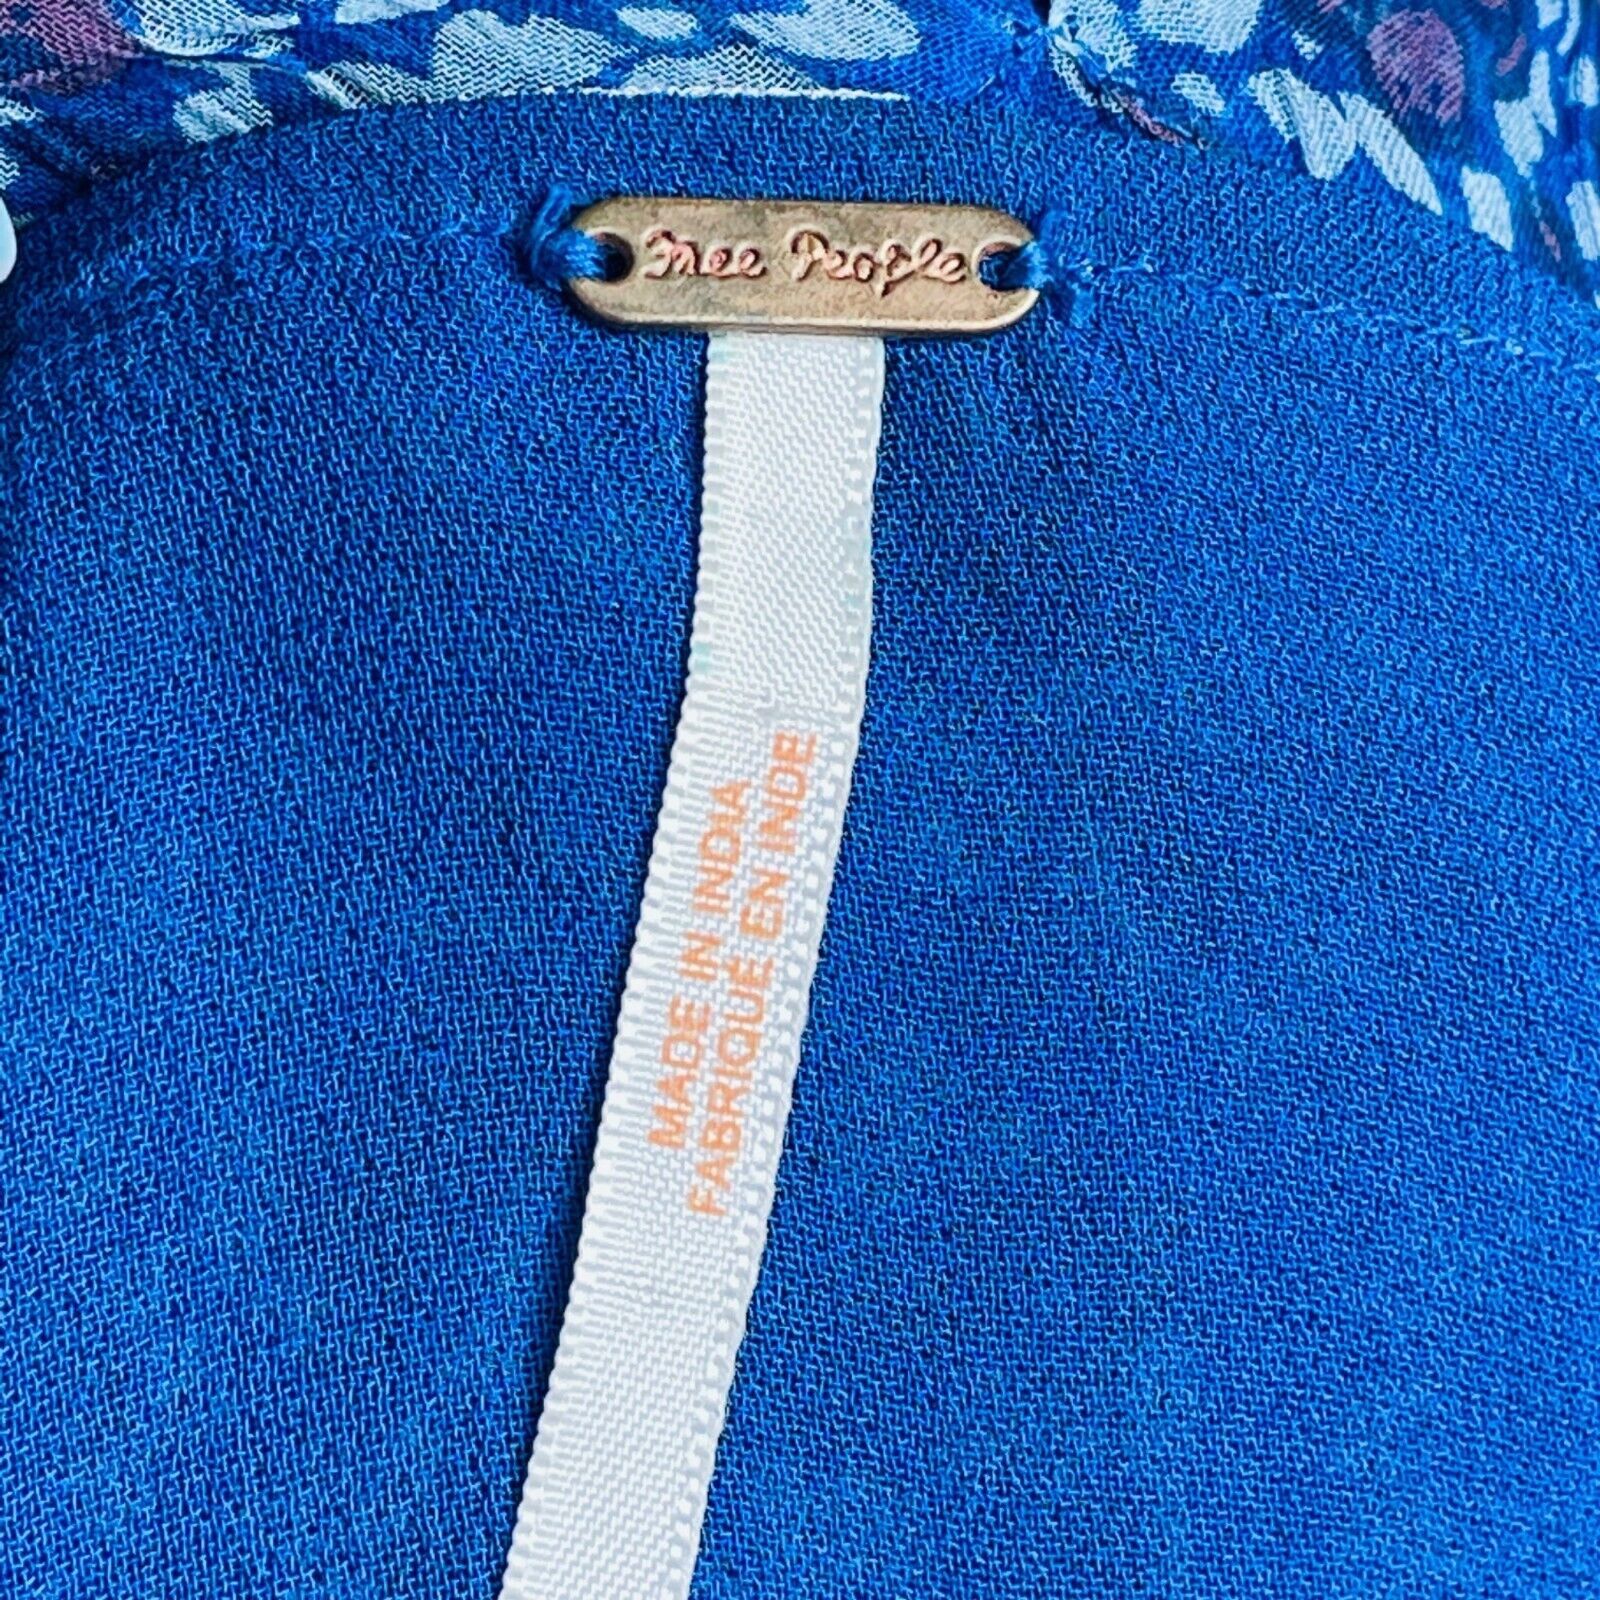 Free People
MADE IN INDIA
FABRIQUÉ EN INDE